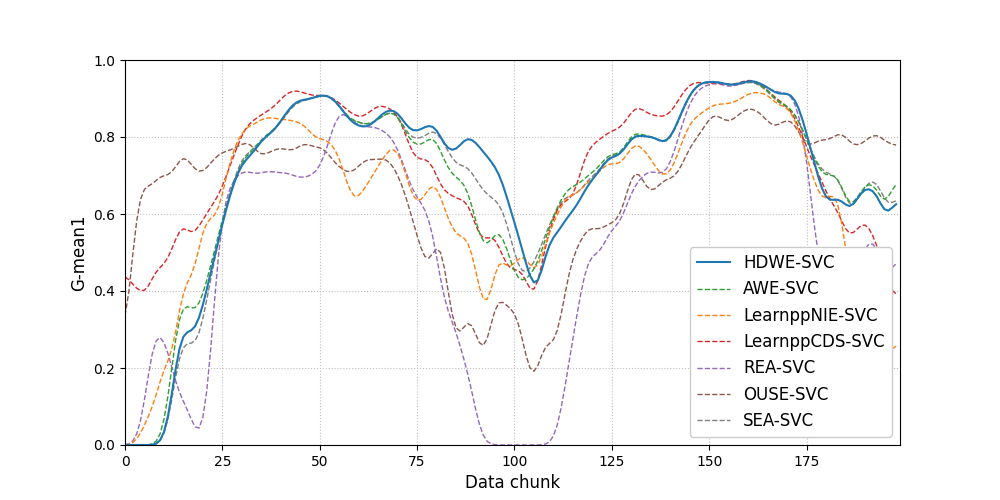 1.0
0.8
0.6
0.4
0.2
0.0
G-mean1
0 25 50 75 100 125 150 175
Data chunk
HDWE-SVC
AWE-SVC
LearnppNIE-SVC
LearnppCDS-SVC
REA-SVC
OUSE-SVC
SEA-SVC